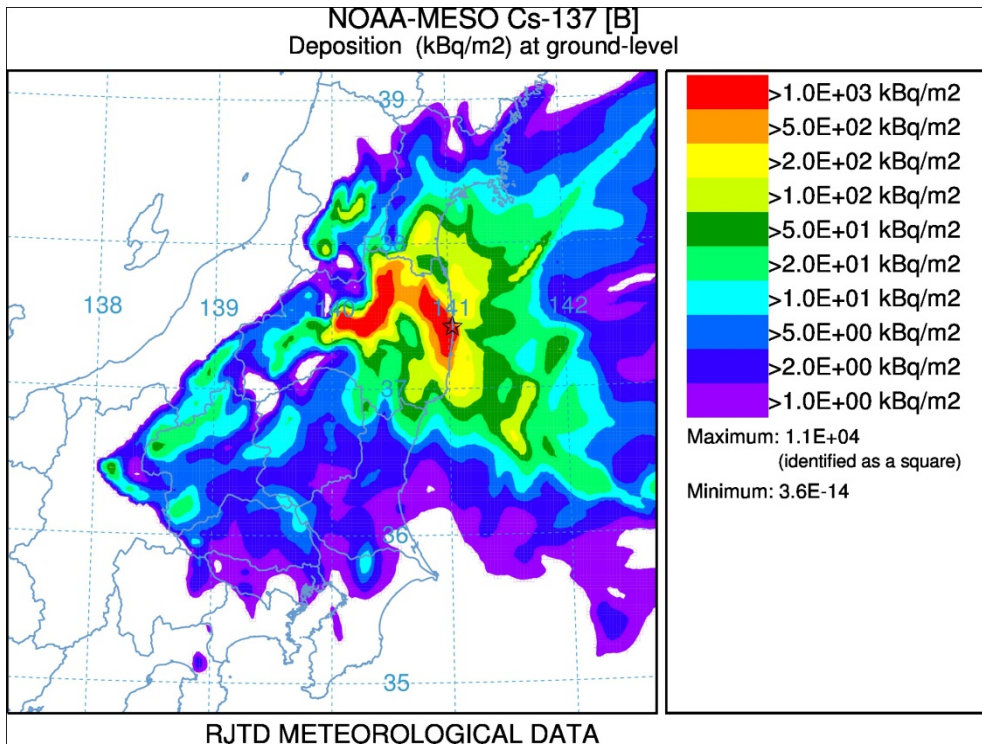 NOAA-MESO Cs-137 [B]
Deposition (kBq/m2) at ground-level
39
38
138
139
140
141
142
37
36
35
>1.0E+03 kBq/m2
>5.0E+02 kBq/m2
>2.0E+02 kBq/m2
>1.0E+02 kBq/m2
>5.0E+01 kBq/m2
>2.0E+01 kBq/m2
>1.0E+01 kBq/m2
>5.0E+00 kBq/m2
>2.0E+00 kBq/m2
>1.0E+00 kBq/m2
Maximum: 1.1E+04
(identified as a square)
Minimum: 3.6E-14
RJTD METEOROLOGICAL DATA